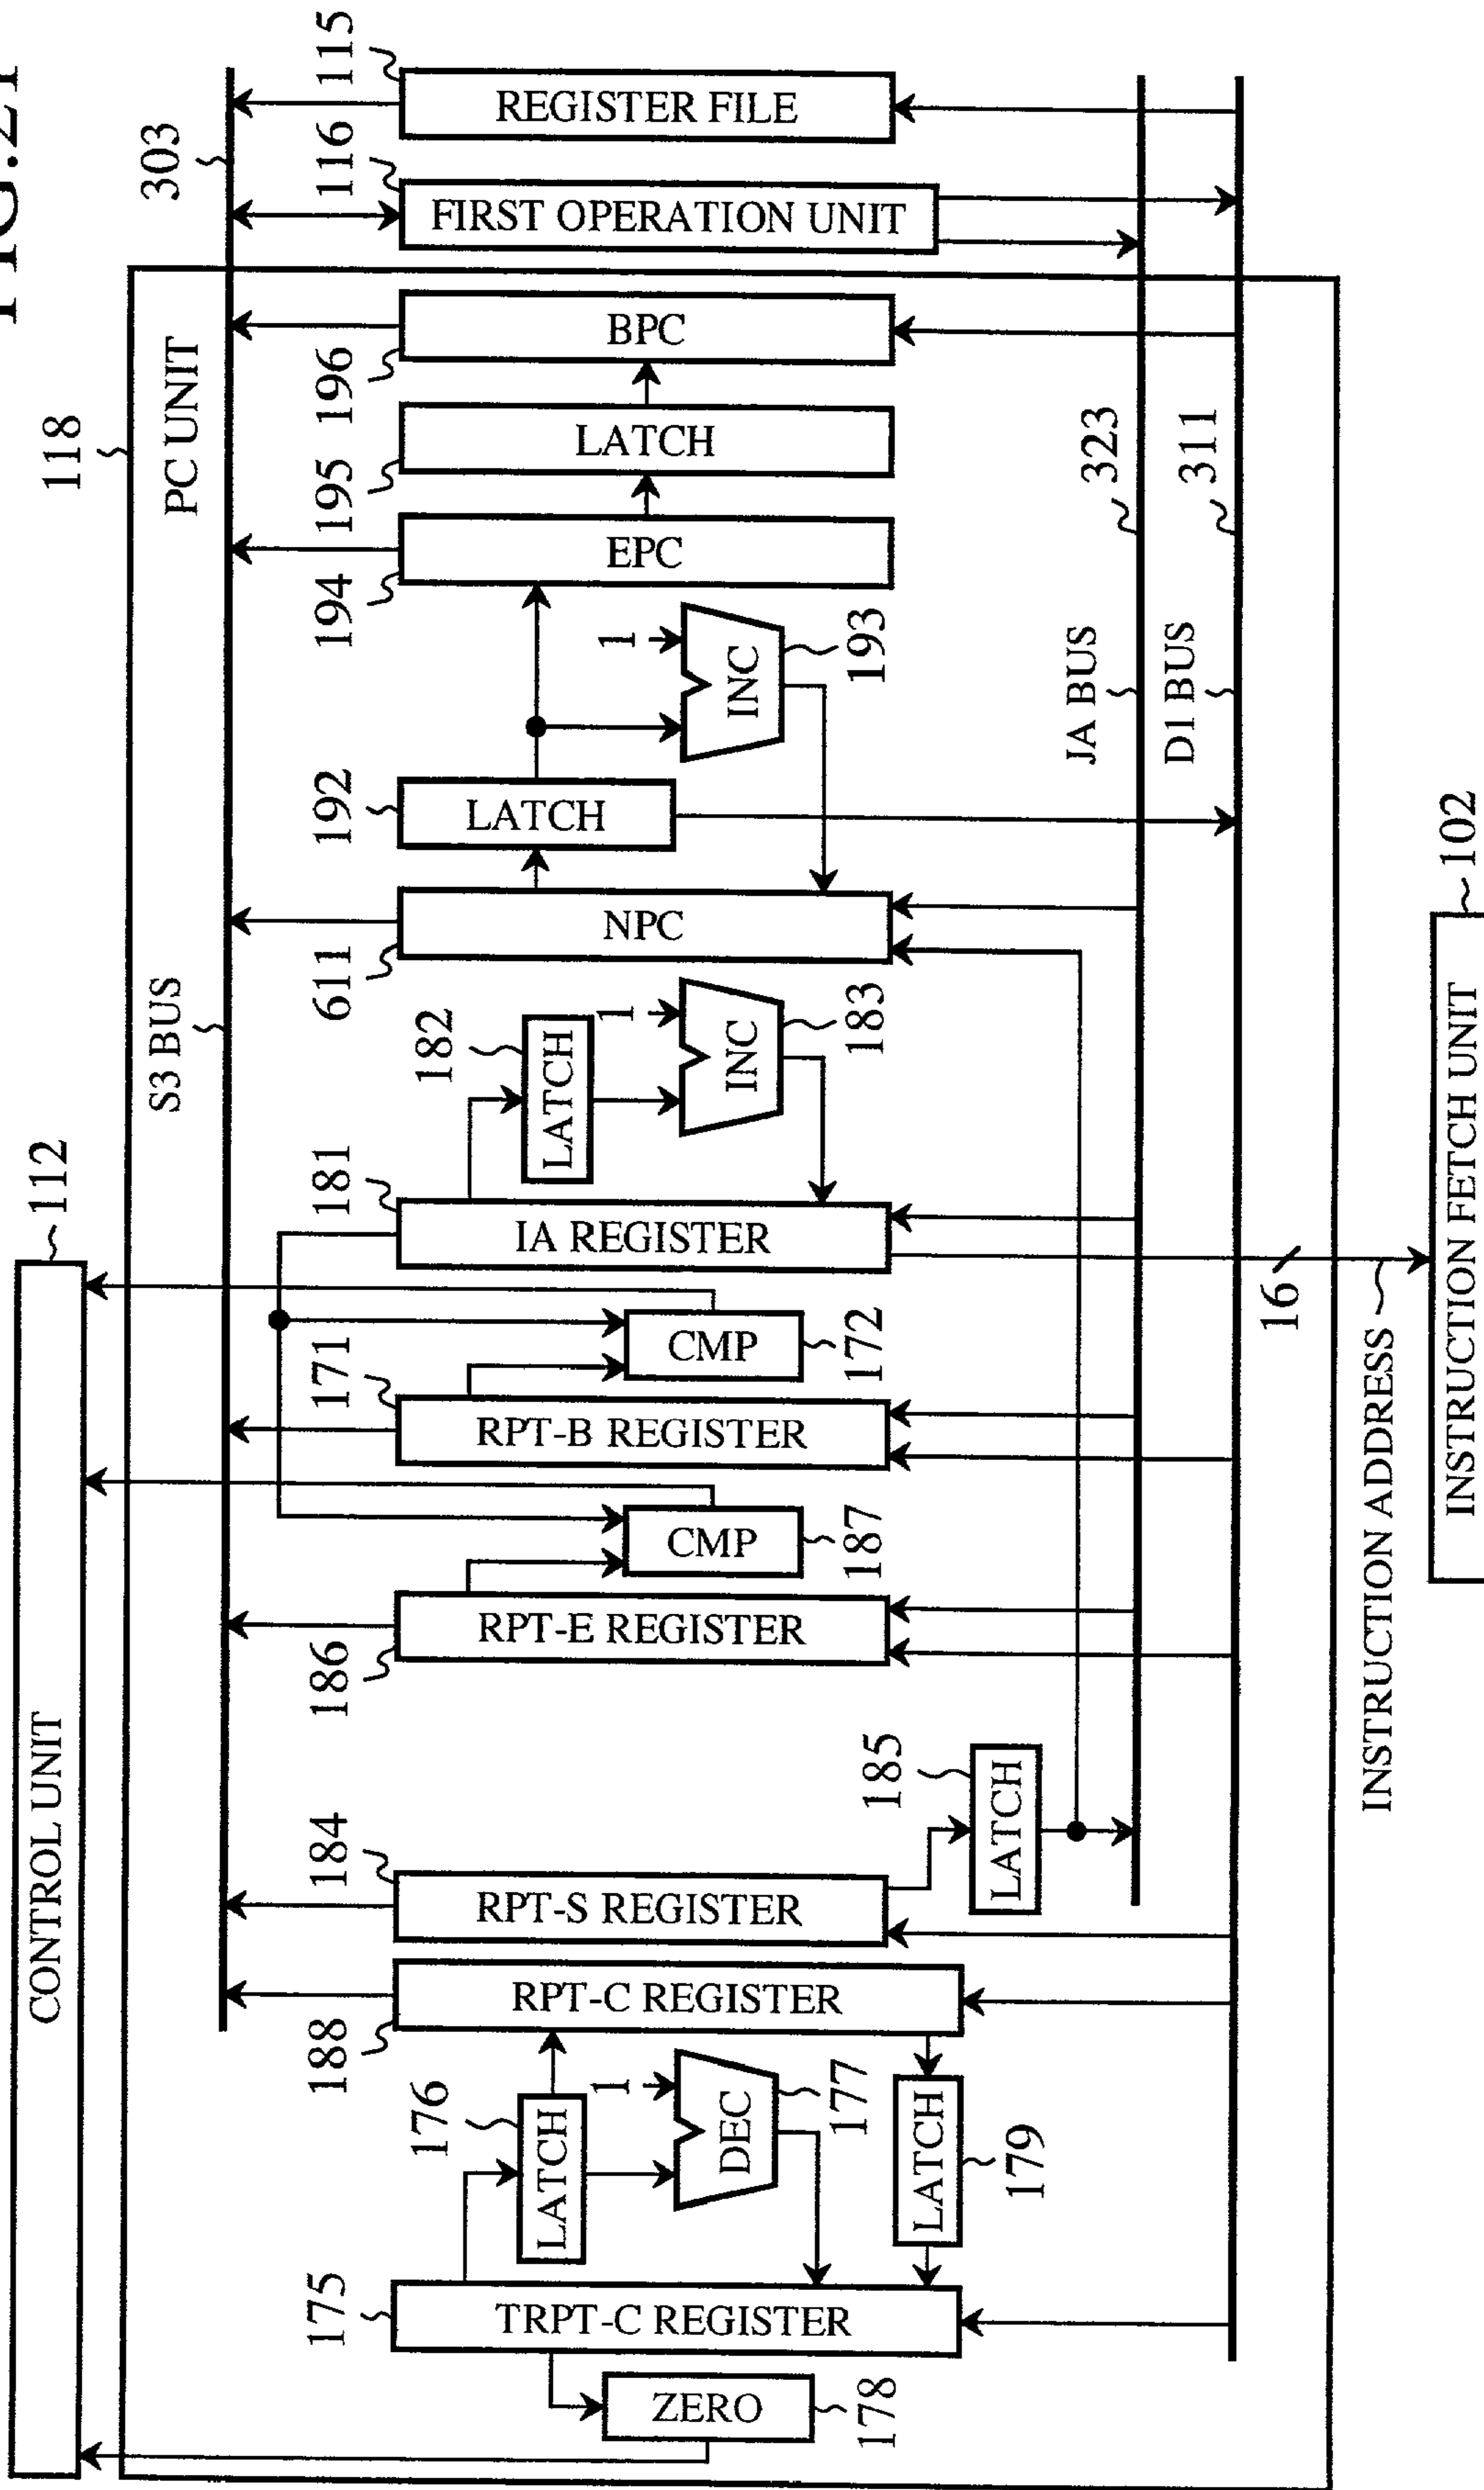 FIG.21
112
CONTROL UNIT
118
PC UNIT
S3 BUS
303
175
TRPT-C REGISTER
ZERO
178
176
LATCH
1
DEC
177
LATCH
179
188
RPT-C REGISTER
184
RPT-S REGISTER
185
LATCH
186
RPT-E REGISTER
CMP
187
171
RPT-B REGISTER
CMP
172
181
IA REGISTER
182
LATCH
1
INC
183
611
NPC
192
LATCH
1
INC
193
194
EPC
195
LATCH
196
BPC
116
FIRST OPERATION UNIT
115
REGISTER FILE
JA BUS
323
D1 BUS
311
16
INSTRUCTION ADDRESS
102
INSTRUCTION FETCH UNIT